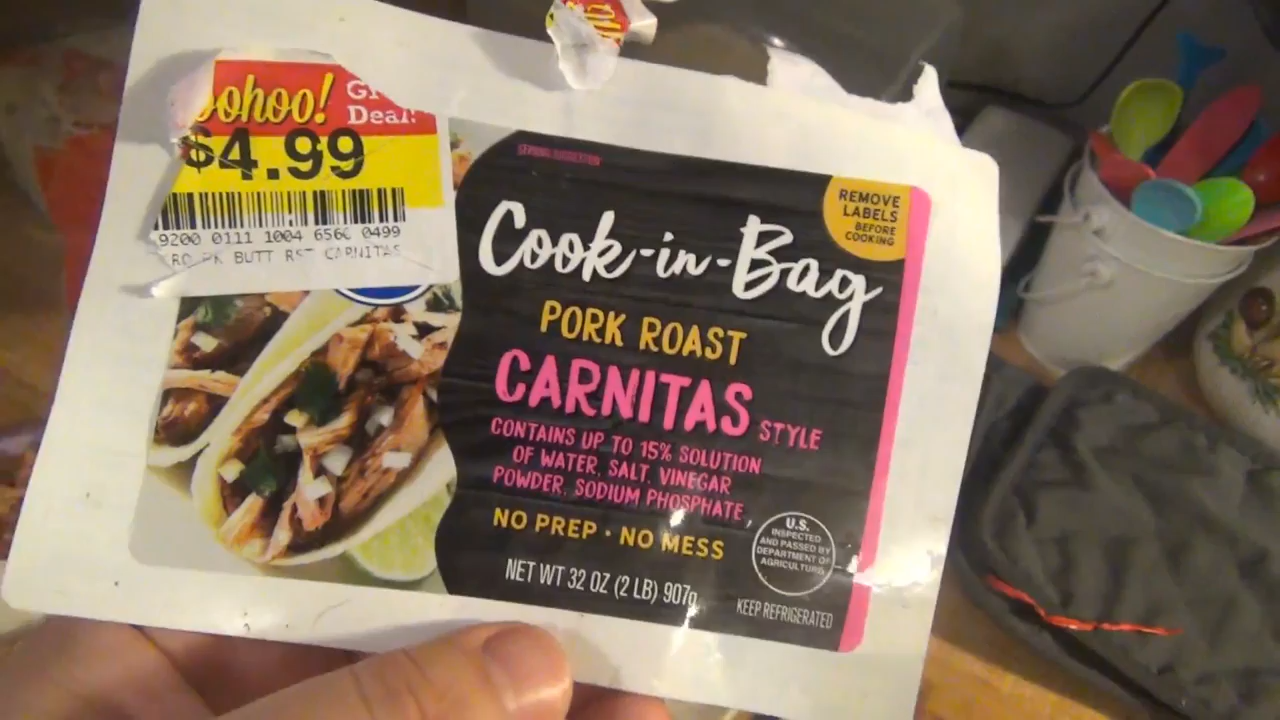 oohoo!
Deal!
$4.99
9200 0111 1004 6560 0499
BUTT RST CARNITAS
SERVING SUGGESTION
REMOVE
LABELS
BEFORE
COOKING
Cook-in-Bag
PORK ROAST
CARNITAS STYLE
CONTAINS UP TO 15% SOLUTION
OF WATER, SALT, VINEGAR
POWDER, SODIUM PHOSPHATE,
NO PREP • NO MESS
NET WT 32 OZ (2 LB) 907g
U.S.
INSPECTED
AND PASSED BY
DEPARTMENT OF
AGRICULTURE
KEEP REFRIGERATED